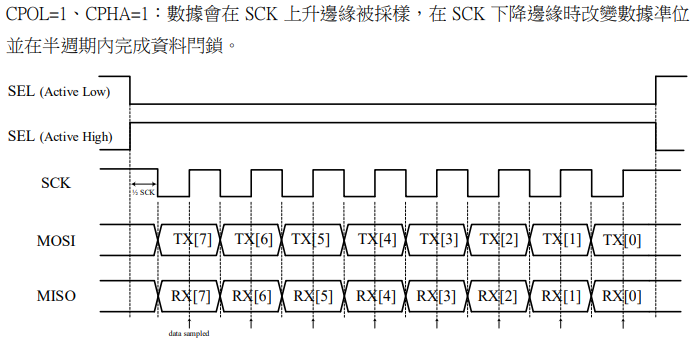 CPOL=1、CPHA=1：數據會在 SCK 上升邊緣被採樣，在 SCK 下降邊緣時改變數據準位
並在半週期內完成資料門鎖。
SEL (Active Low)
SEL (Active High)
SCK
½ SCK
MOSI TX[7] TX[6] TX[5] TX[4] TX[3] TX[2] TX[1] TX[0]
MISO RX[7] RX[6] RX[5] RX[4] RX[3] RX[2] RX[1] RX[0]
data sampled